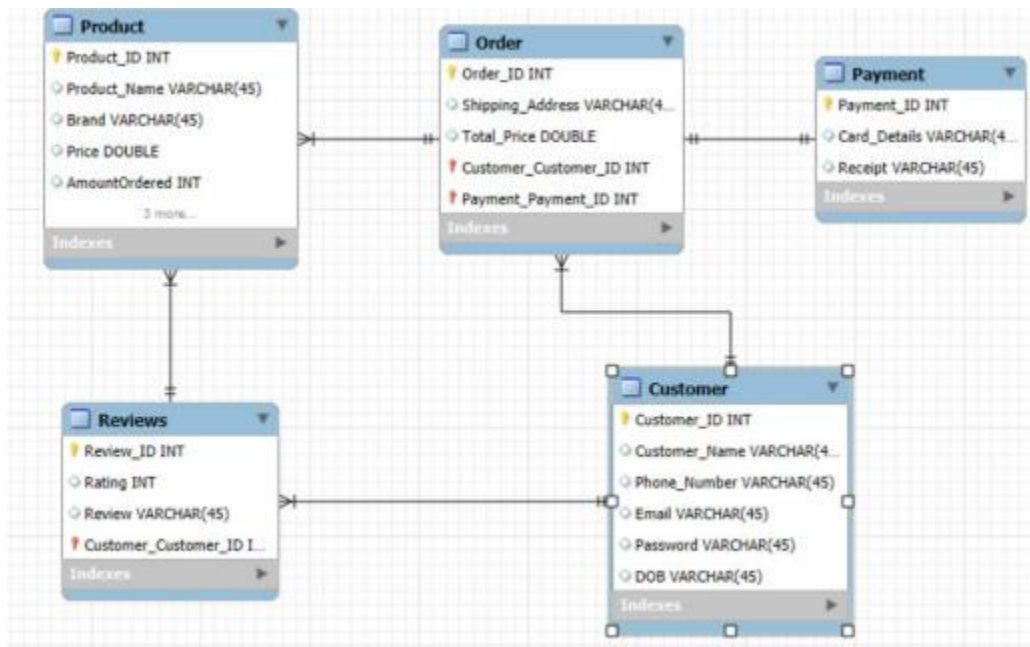 Product
Product_ID INT
Product_Name VARCHAR(45)
Brand VARCHAR(45)
Price DOUBLE
AmountOrdered INT
3 more...
Indexes
Order
Order_ID INT
Shipping_Address VARCHAR(4...
Total_Price DOUBLE
Customer_Customer_ID INT
Payment_Payment_ID INT
Indexes
Payment
Payment_ID INT
Card_Details VARCHAR(4...
Receipt VARCHAR(45)
Indexes
Reviews
Review_ID INT
Rating INT
Review VARCHAR(45)
Customer_Customer_ID I...
Indexes
Customer
Customer_ID INT
Customer_Name VARCHAR(4...
Phone_Number VARCHAR(45)
Email VARCHAR(45)
Password VARCHAR(45)
DOB VARCHAR(45)
Indexes